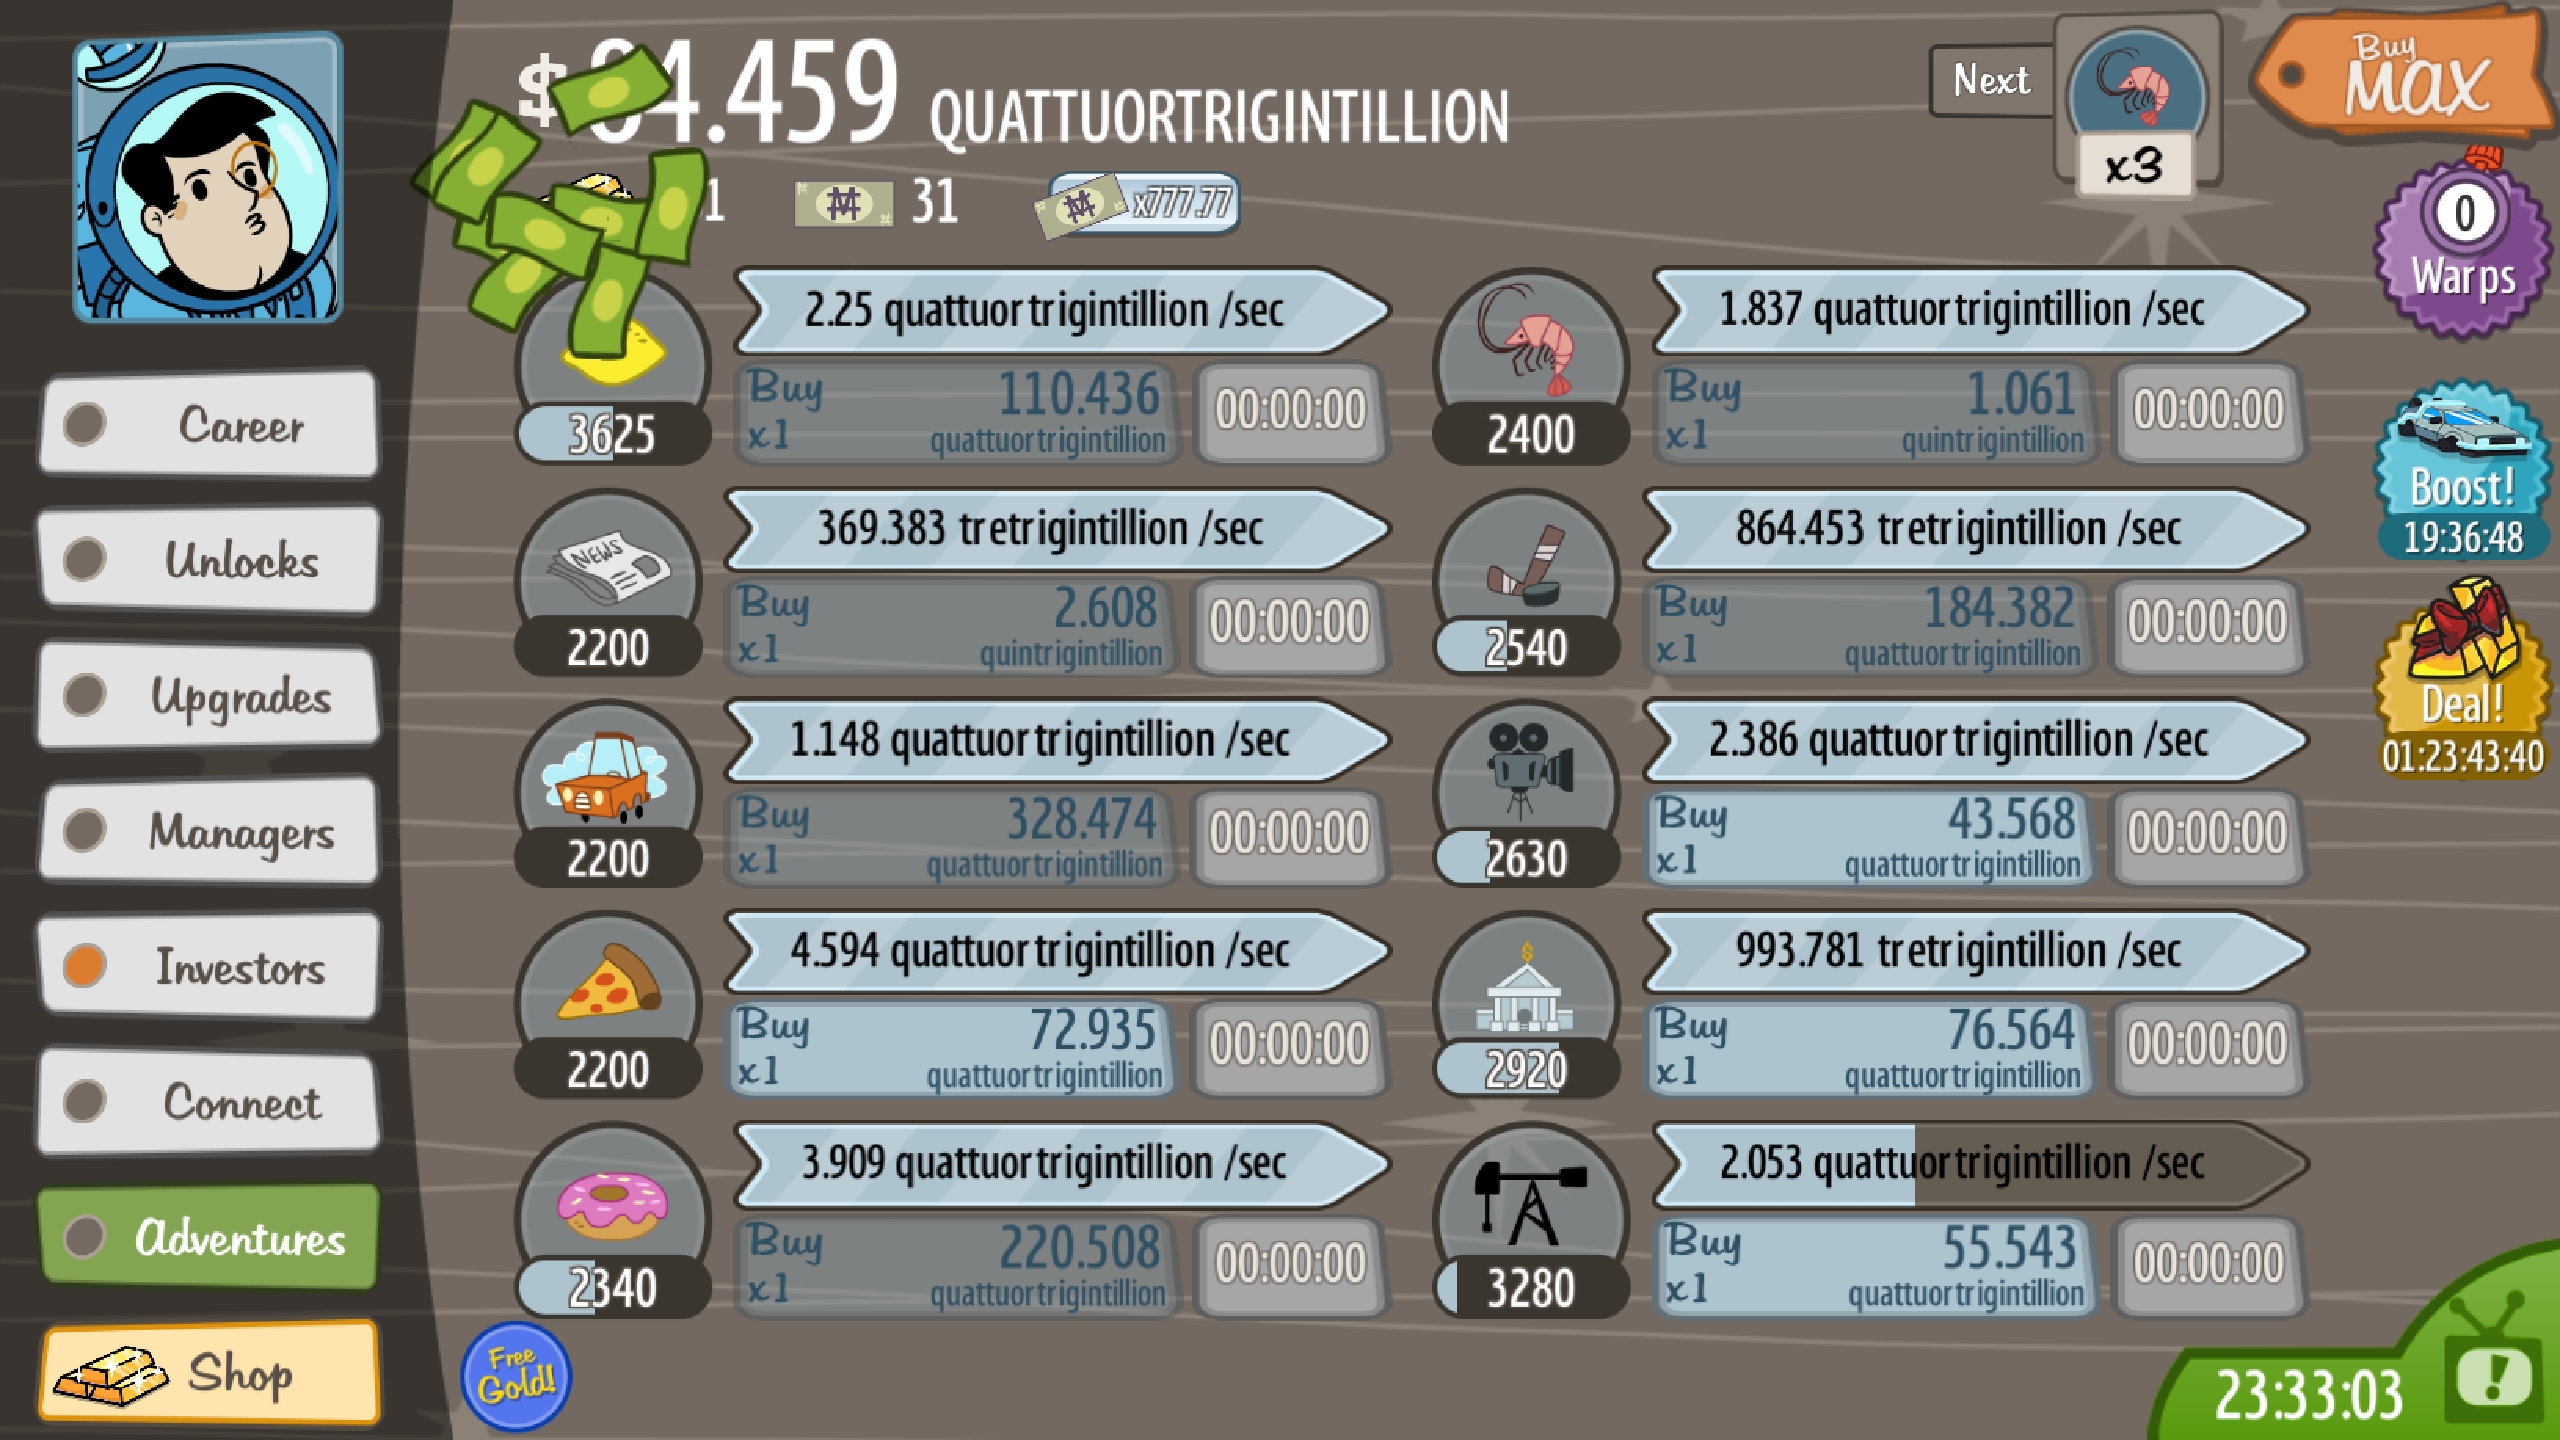 $ 84.459 QUATTUORTRIGINTILLION
1
31
x777.77
Next
x3
Buy
MAX
0
Warps
Boost!
19:36:48
Deal!
01:23:43:40
Career
Unlocks
Upgrades
Managers
Investors
Connect
Adventures
Shop
2.25 quattuortrigintillion /sec
3625
Buy 110.436
x1 quattuortrigintillion
00:00:00
NEWS
369.383 tretrigintillion /sec
2200
Buy 2.608
x1 quintrigintillion
00:00:00
1.148 quattuortrigintillion /sec
2200
Buy 328.474
x1 quattuortrigintillion
00:00:00
4.594 quattuortrigintillion /sec
2200
Buy 72.935
x1 quattuortrigintillion
00:00:00
3.909 quattuortrigintillion /sec
2340
Buy 220.508
x1 quattuortrigintillion
00:00:00
1.837 quattuortrigintillion /sec
2400
Buy 1.061
x1 quintrigintillion
00:00:00
864.453 tretrigintillion /sec
2540
Buy 184.382
x1 quattuortrigintillion
00:00:00
2.386 quattuortrigintillion /sec
2630
Buy 43.568
x1 quattuortrigintillion
00:00:00
$
993.781 tretrigintillion /sec
2920
Buy 76.564
x1 quattuortrigintillion
00:00:00
2.053 quattuortrigintillion /sec
3280
Buy 55.543
x1 quattuortrigintillion
00:00:00
Free
Gold!
23:33:03
!